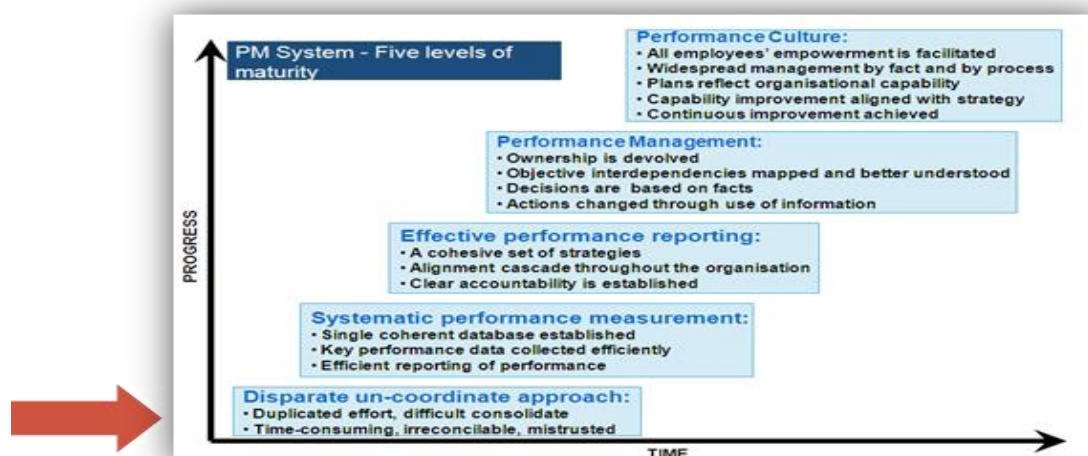 PM System - Five levels of
maturity
Performance Culture:
• All employees' empowerment is facilitated
• Widespread management by fact and by process
• Plans reflect organisational capability
• Capability improvement aligned with strategy
• Continuous improvement achieved
Performance Management:
• Ownership is devolved
• Objective interdependencies mapped and better understood
• Decisions are based on facts
• Actions changed through use of information
Effective performance reporting:
• A cohesive set of strategies
• Alignment cascade throughout the organisation
• Clear accountability is established
Systematic performance measurement:
• Single coherent database established
• Key performance data collected efficiently
• Efficient reporting of performance
Disparate un-coordinate approach:
• Duplicated effort, difficult consolidate
• Time-consuming, irreconcilable, mistrusted
PROGRESS
TIME